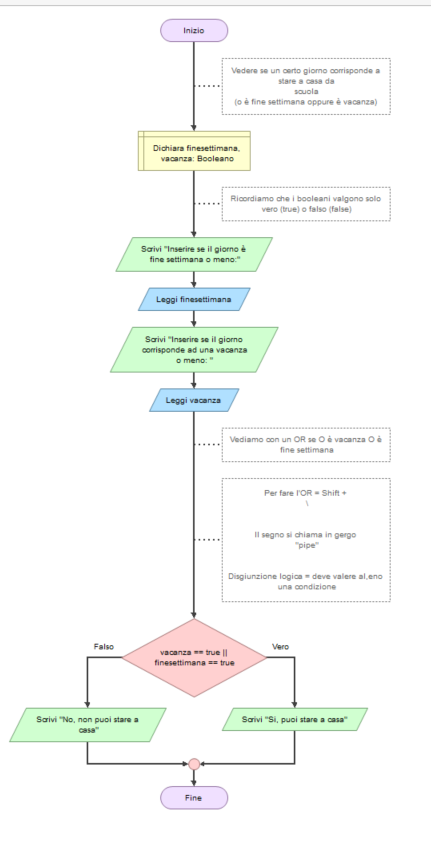 Inizio
Vedere se un certo giorno corrisponde a
stare a casa da
scuola
(o è fine settimana oppure è vacanza)
Dichiara finesettimana,
vacanza: Booleano
Ricordiamo che i booleani valgono solo
vero (true) o falso (false)
Scrivi "Inserire se il giorno è
fine settimana o meno:"
Leggi finesettimana
Scrivi "Inserire se il giorno
corrisponde ad una vacanza
o meno: "
Leggi vacanza
Vediamo con un OR se O è vacanza O è
fine settimana
Per fare l'OR = Shift +
\
Il segno si chiama in gergo
"pipe"
Disgiunzione logica = deve valere al,eno
una condizione
Falso
vacanza == true ||
finesettimana == true
Vero
Scrivi "No, non puoi stare a
casa"
Scrivi "Si, puoi stare a casa"
Fine